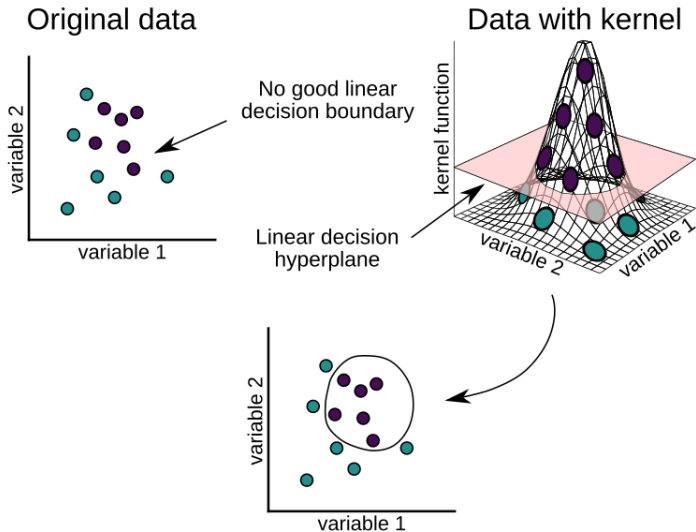 Original data
Data with kernel
No good linear
decision boundary
variable 2
variable 1
kernel function
Linear decision
hyperplane
variable 2
variable 1
variable 2
variable 1